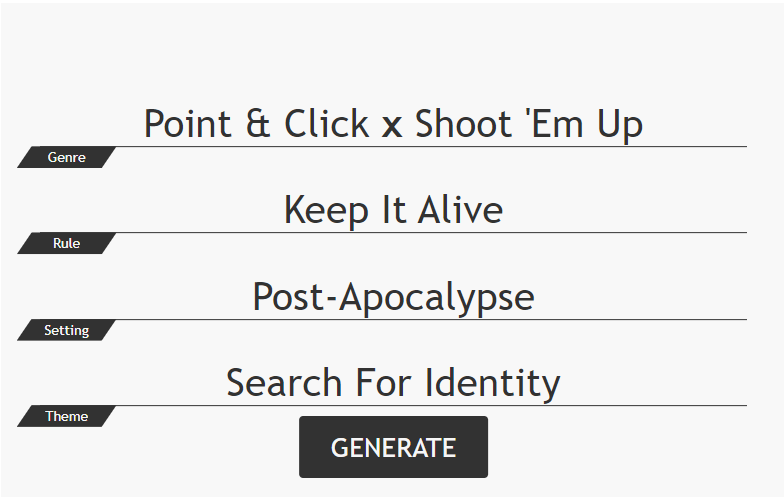 Point & Click x Shoot 'Em Up
Genre
Keep It Alive
Rule
Post-Apocalypse
Setting
Search For Identity
Theme
GENERATE